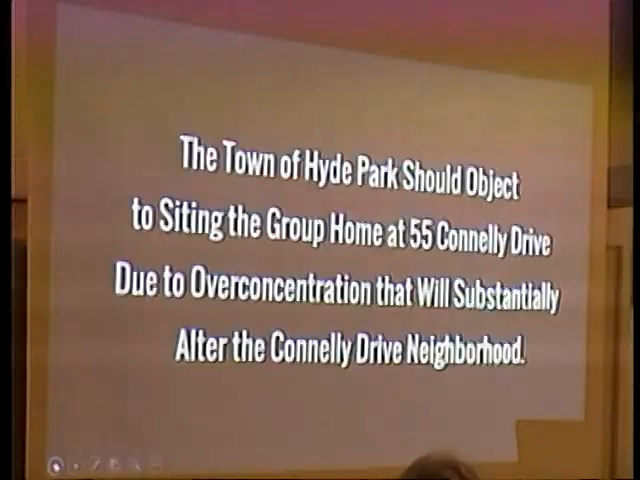 The Town of Hyde Park Should Object
to Siting the Group Home at 55 Connelly Drive
Due to Overconcentration that Will Substantially
Alter the Connelly Drive Neighborhood.